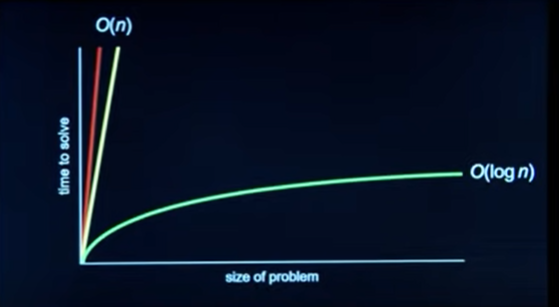 O(n)
time to solve
O(log n)
size of problem